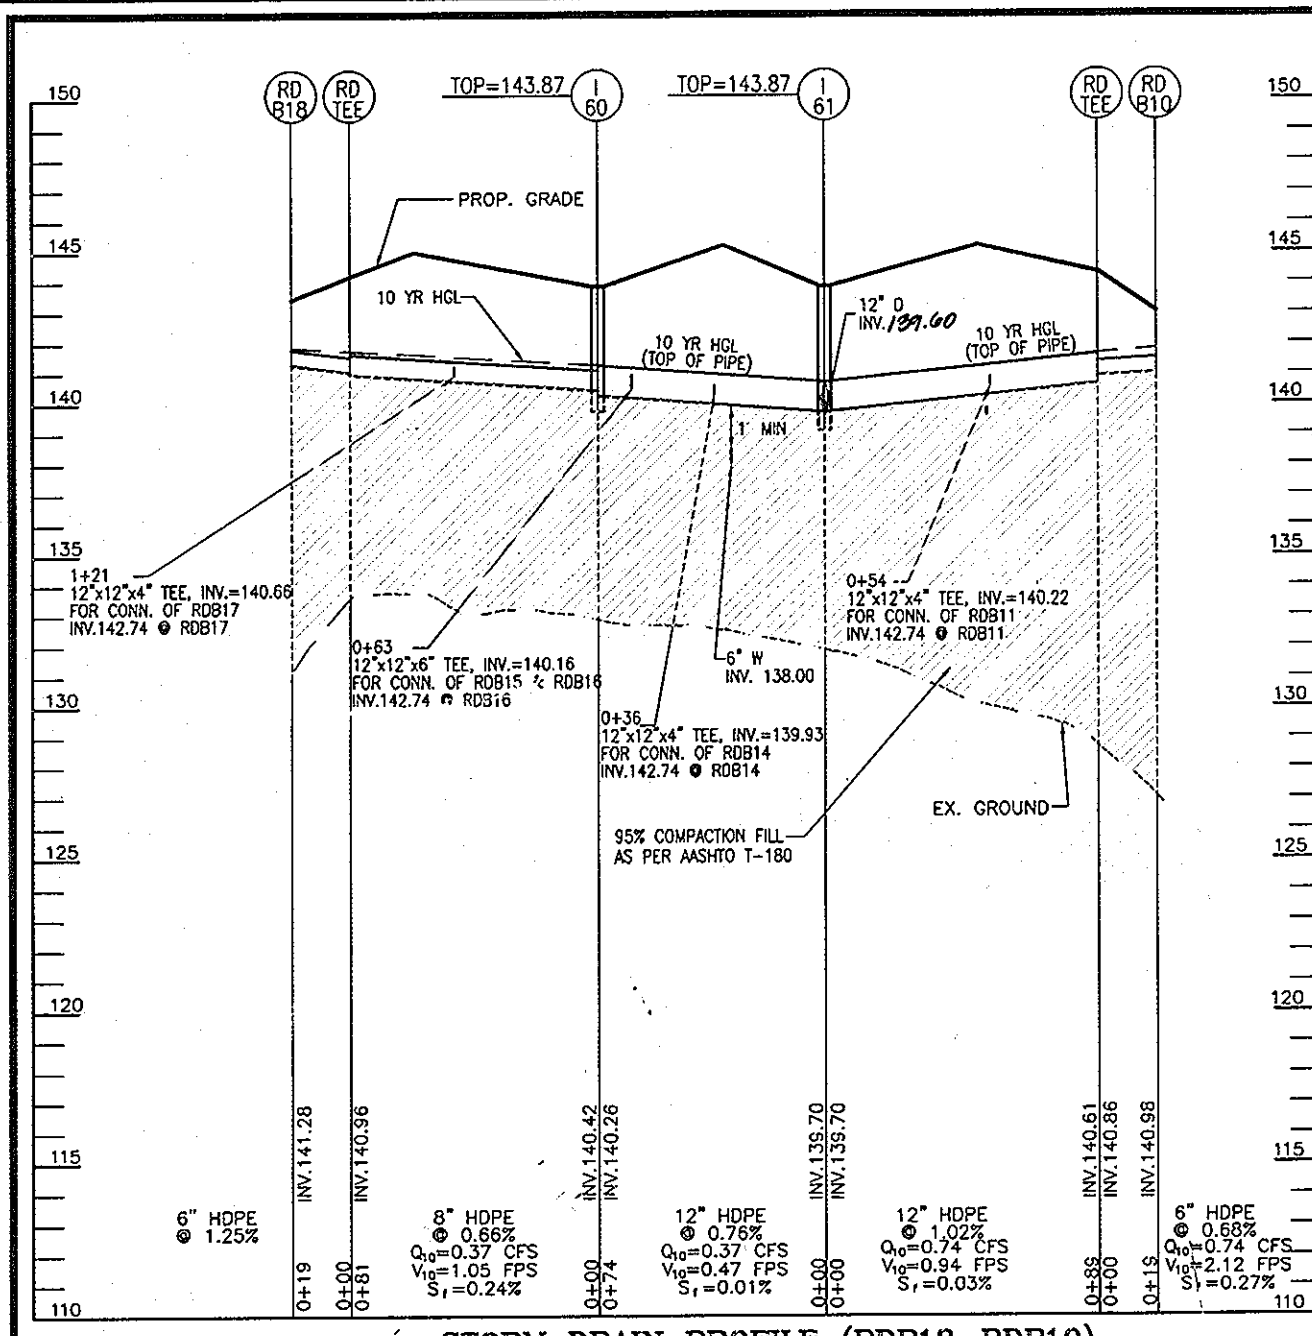 RD
B18
RD
TEE
TOP=143.87
I
60
TOP=143.87
I
61
RD
TEE
RD
B10
150
150
PROP. GRADE
145
145
10 YR HGL
10 YR HGL
(TOP OF PIPE)
12" D
INV. 139.60
10 YR HGL
(TOP OF PIPE)
140
140
1' MIN
135
135
1+21
12"x12"x4" TEE, INV.=140.66
FOR CONN. OF RDB17
INV.142.74 @ RDB17
0+63
12"x12"x6" TEE, INV.=140.16
FOR CONN. OF RDB15 & RDB16
INV.142.74 @ RDB16
0+54
12"x12"x4" TEE, INV.=140.22
FOR CONN. OF RDB11
INV.142.74 @ RDB11
6" W
INV. 138.00
130
130
0+36
12"x12"x4" TEE, INV.=139.93
FOR CONN. OF RDB14
INV.142.74 @ RDB14
EX. GROUND
95% COMPACTION FILL
AS PER AASHTO T-180
125
125
120
120
115
115
110
110
INV.141.28
INV.140.96
INV.140.42
INV.140.26
INV.139.70
INV.139.70
INV.140.61
INV.140.86
INV.140.98
6" HDPE
@ 1.25%
8" HDPE
@ 0.66%
Q10=0.37 CFS
V10=1.05 FPS
Sf=0.24%
12" HDPE
@ 0.76%
Q10=0.37 CFS
V10=0.47 FPS
Sf=0.01%
12" HDPE
@ 1.02%
Q10=0.74 CFS
V10=0.94 FPS
Sf=0.03%
6" HDPE
@ 0.68%
Q10=0.74 CFS
V10=2.12 FPS
Sf=0.27%
0+19
0+00
0+81
0+00
0+74
0+00
0+00
0+89
0+00
0+19
STORM DRAIN PROFILE (RDB18-RDB10)